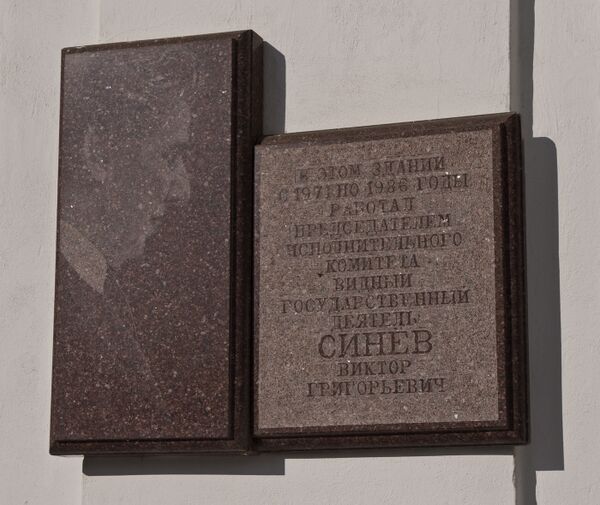 В ЭТОМ ЗДАНИИ
С 1971 ПО 1986 ГОДЫ
РАБОТАЛ
ПРЕДСЕДАТЕЛЕМ
ИСПОЛНИТЕЛЬНОГО
КОМИТЕТА
ВИДНЫЙ
ГОСУДАРСТВЕННЫЙ
ДЕЯТЕЛЬ
СИНЕВ
ВИКТОР
ГРИГОРЬЕВИЧ